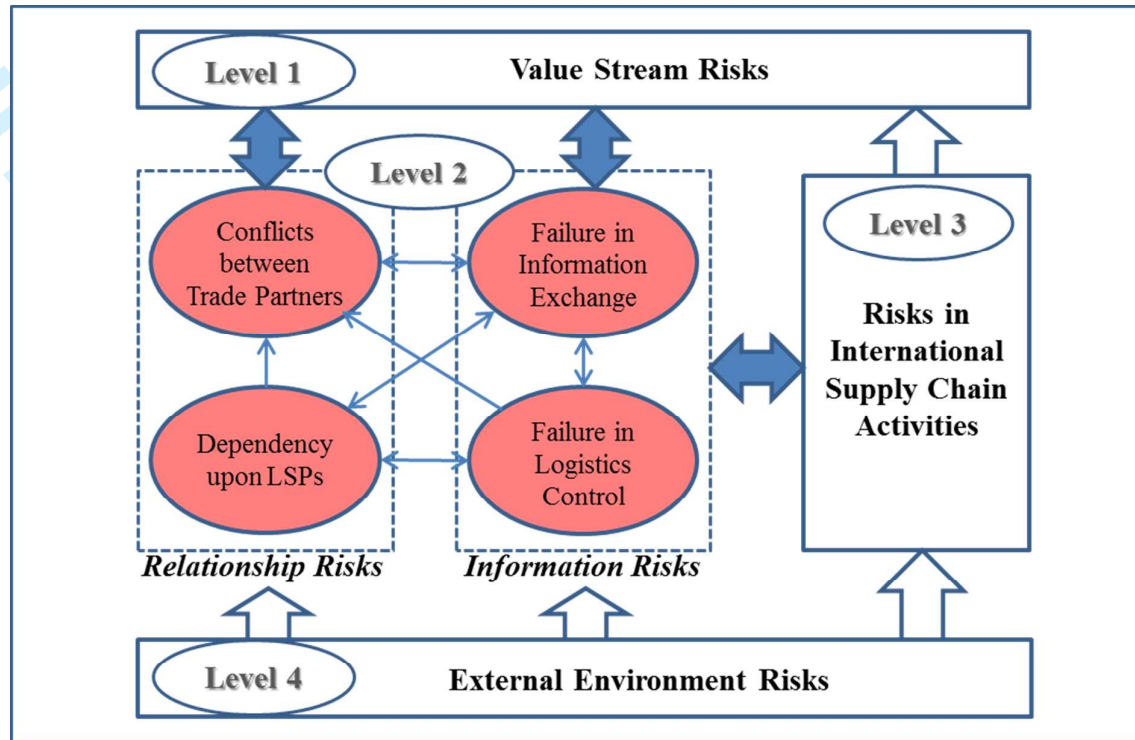 Level 1
Value Stream Risks
Level 2
Conflicts
between
Trade Partners
Failure in
Information
Exchange
Level 3
Risks in
International
Supply Chain
Activities
Dependency
upon LSPs
Failure in
Logistics
Control
Relationship Risks
Information Risks
Level 4
External Environment Risks